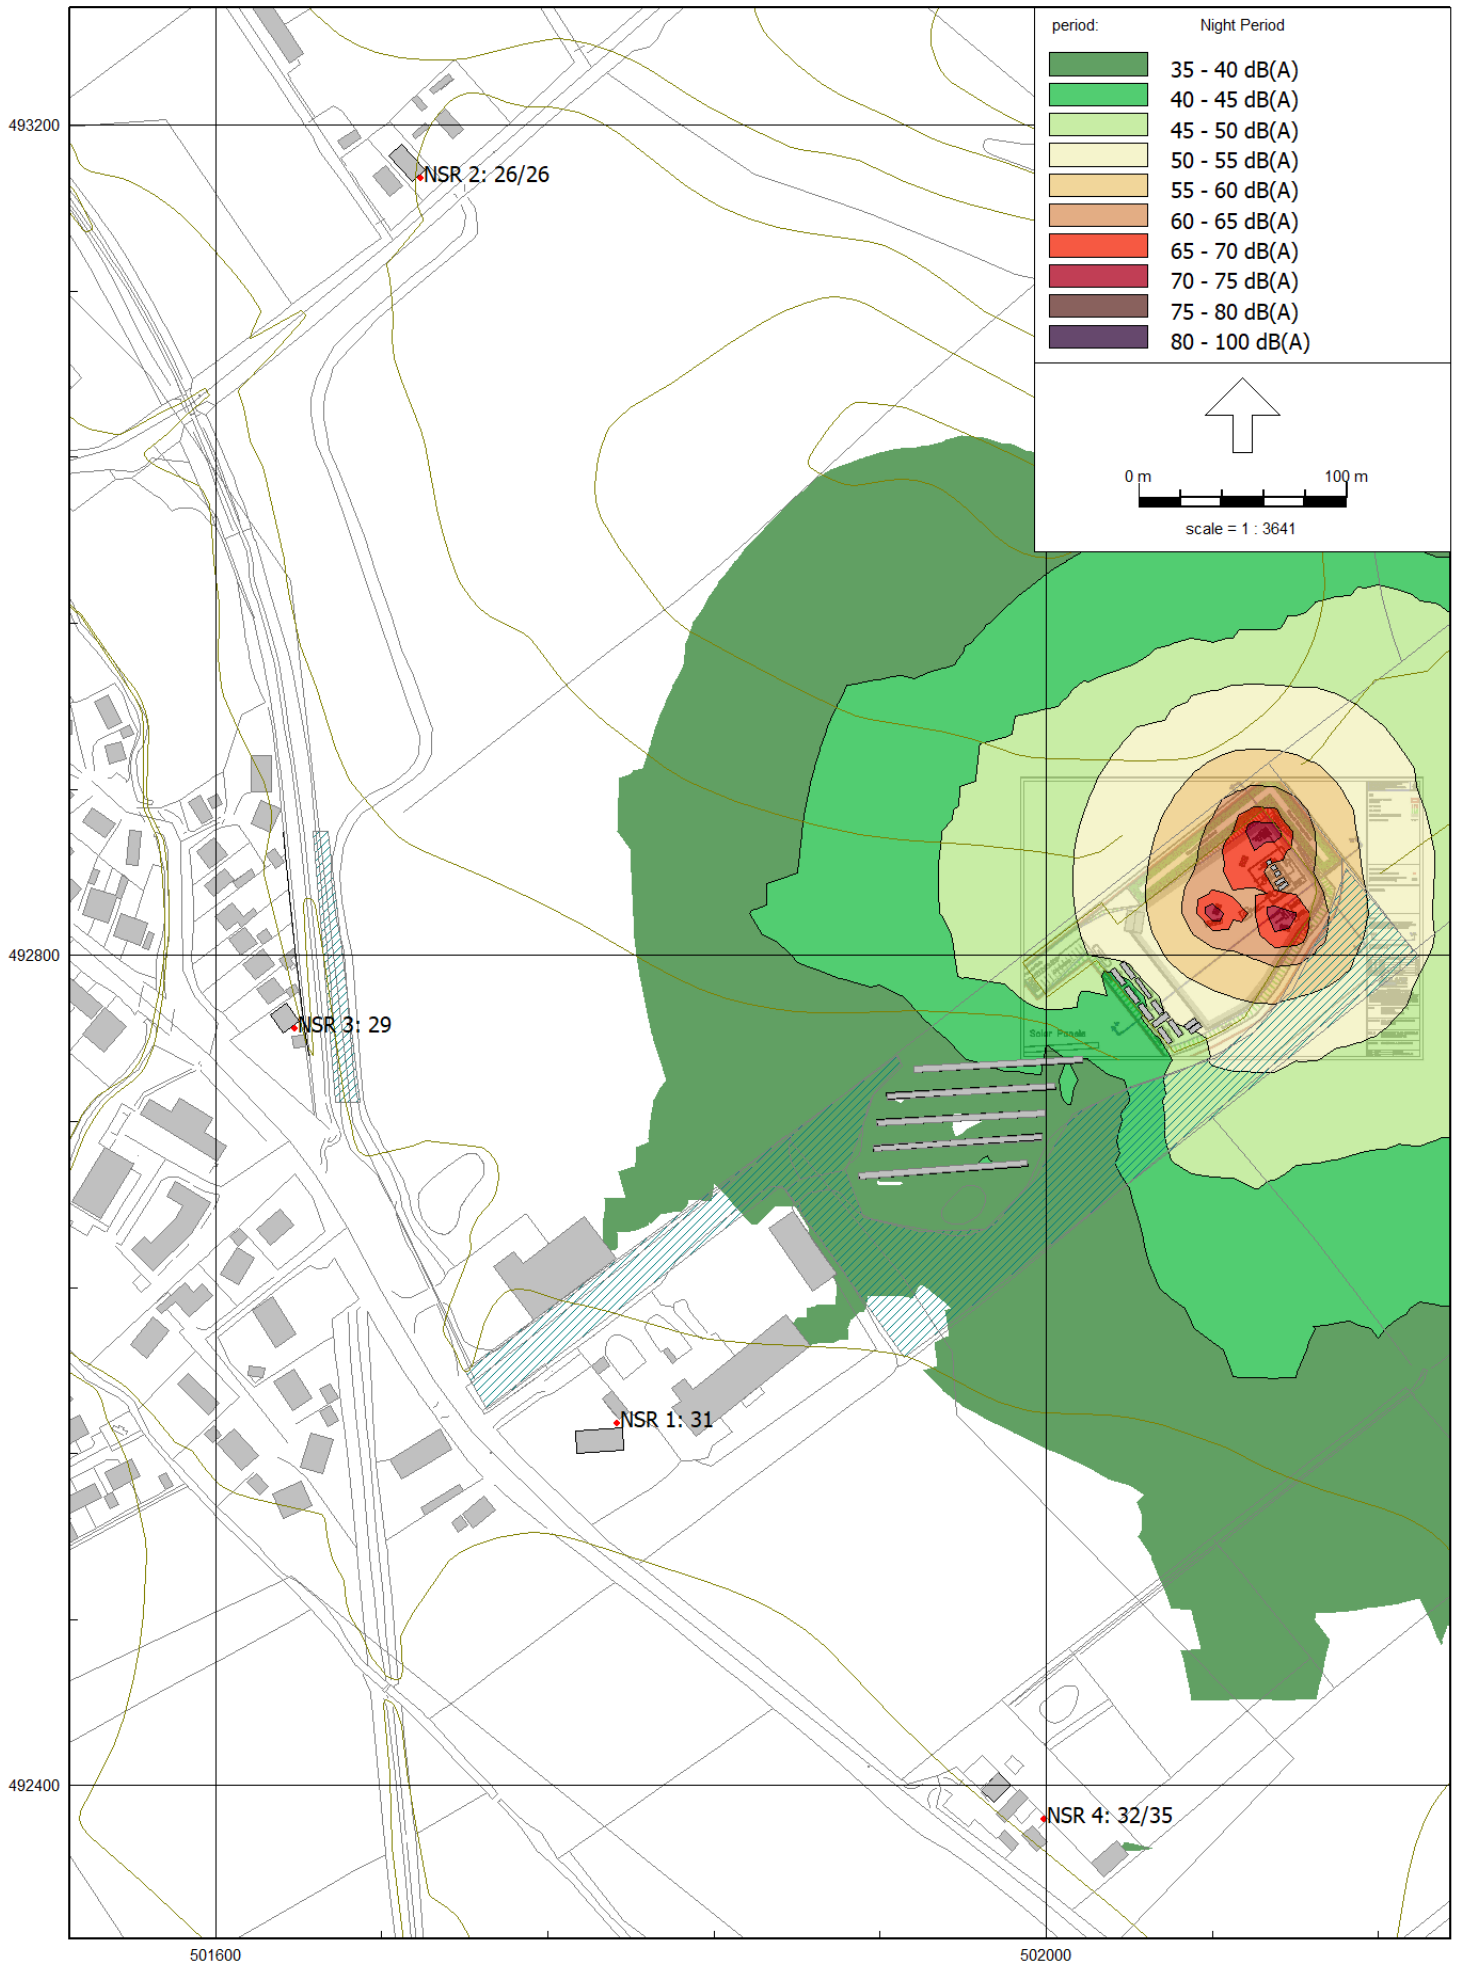 period: Night Period
35 - 40 dB(A)
40 - 45 dB(A)
45 - 50 dB(A)
50 - 55 dB(A)
55 - 60 dB(A)
60 - 65 dB(A)
65 - 70 dB(A)
70 - 75 dB(A)
75 - 80 dB(A)
80 - 100 dB(A)
0 m 100 m
scale = 1 : 3641
493200
NSR 2: 26/26
492800
NSR 3: 29
Solar Panels
NSR 1: 31
492400
NSR 4: 32/35
501600 502000